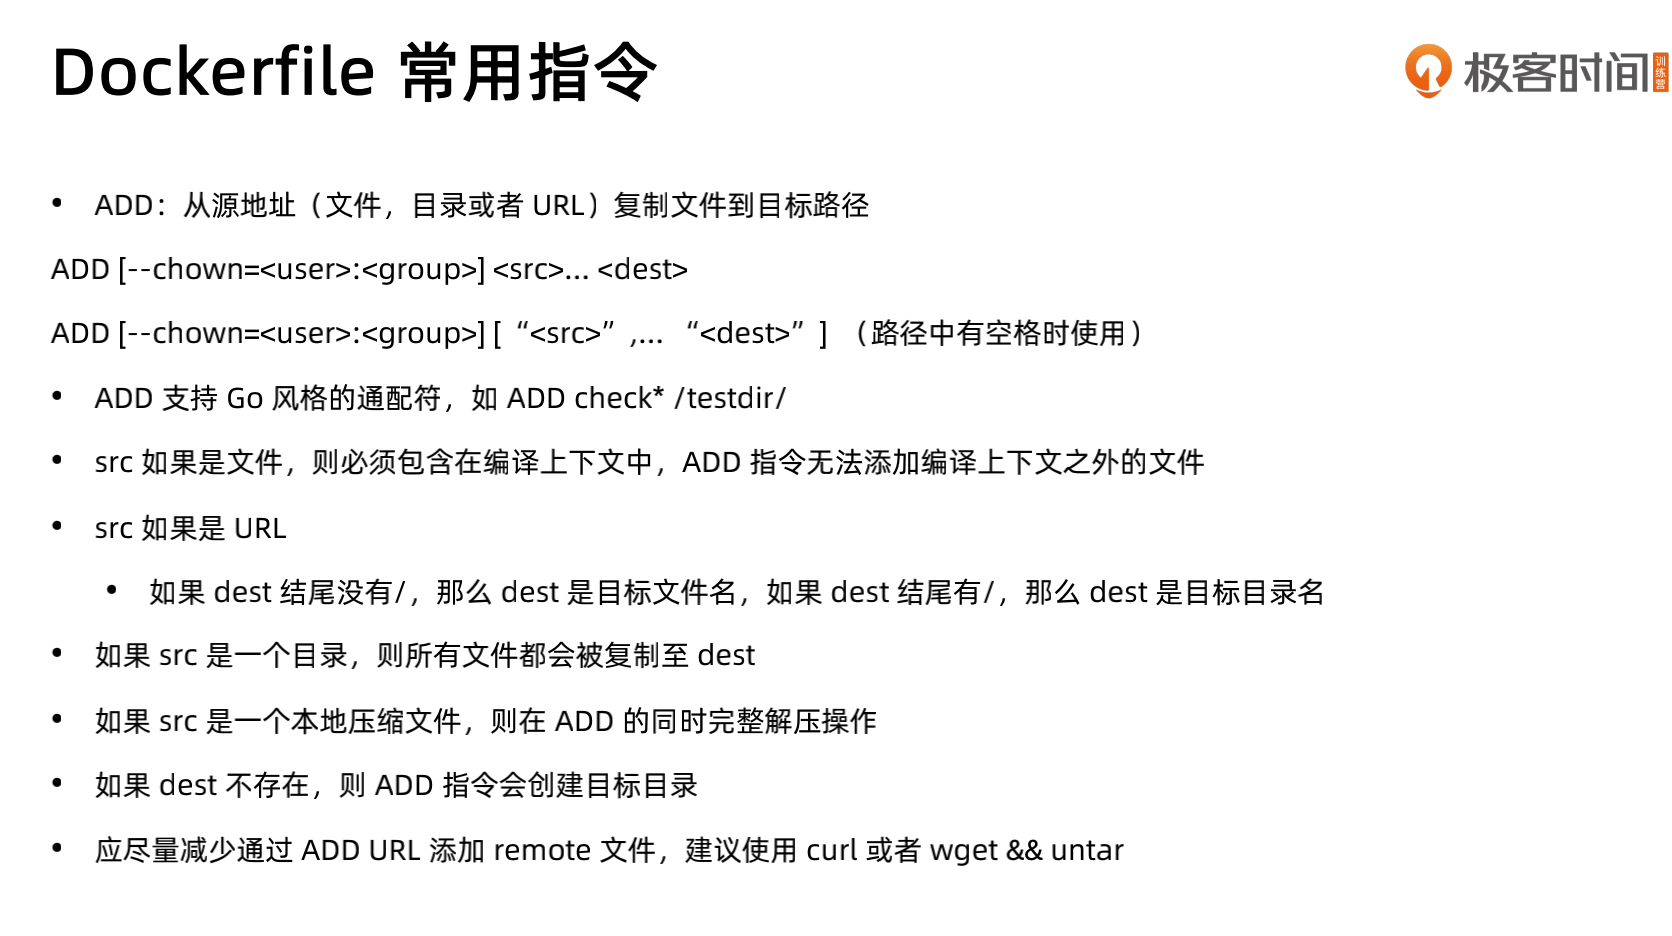 Dockerfile 常用指令
极客时间
训练营
• ADD：从源地址（文件，目录或者 URL）复制文件到目标路径
ADD [--chown=<user>:<group>] <src>... <dest>
ADD [--chown=<user>:<group>] [“<src>”,... “<dest>”] （路径中有空格时使用）
• ADD 支持 Go 风格的通配符，如 ADD check* /testdir/
• src 如果是文件，则必须包含在编译上下文中，ADD 指令无法添加编译上下文之外的文件
• src 如果是 URL
• 如果 dest 结尾没有/，那么 dest 是目标文件名，如果 dest 结尾有/，那么 dest 是目标目录名
• 如果 src 是一个目录，则所有文件都会被复制至 dest
• 如果 src 是一个本地压缩文件，则在 ADD 的同时完整解压操作
• 如果 dest 不存在，则 ADD 指令会创建目标目录
• 应尽量减少通过 ADD URL 添加 remote 文件，建议使用 curl 或者 wget && untar